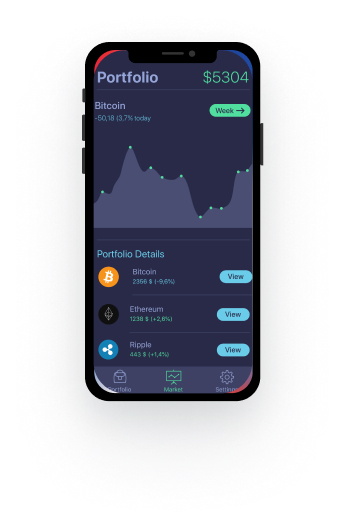 Portfolio $5304
Bitcoin
-50,18 (3,7% today
Week
Portfolio Details
Bitcoin
2356 $ (-9,6%)
View
Ethereum
1238 $ (+2,6%)
View
Ripple
443 $ (+1,4%)
View
Portfolio Market Settings